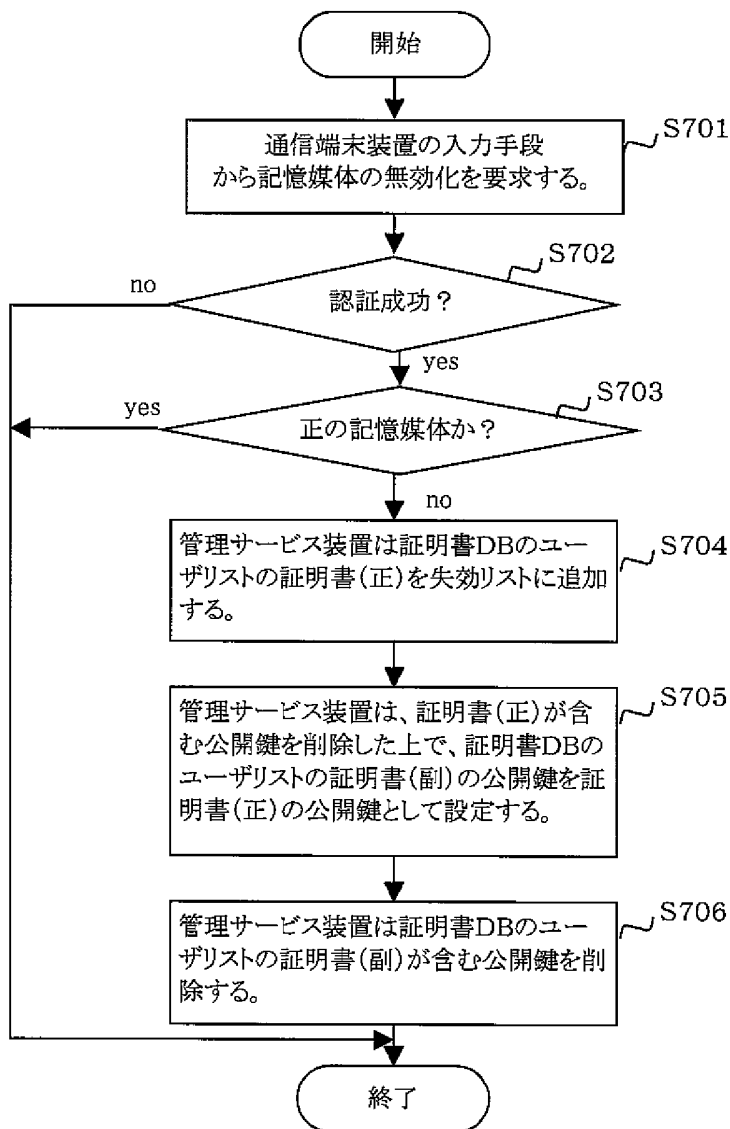 開始
通信端末装置の入力手段
から記憶媒体の無効化を要求する。
S701
認証成功?
S702
no
yes
正の記憶媒体か?
S703
yes
no
管理サービス装置は証明書DBのユー
ザリストの証明書(正)を失効リストに追加
する。
S704
管理サービス装置は、証明書(正)が含
む公開鍵を削除した上で、証明書DBの
ユーザリストの証明書(副)の公開鍵を証
明書(正)の公開鍵として設定する。
S705
管理サービス装置は証明書DBのユー
ザリストの証明書(副)が含む公開鍵を削
除する。
S706
終了